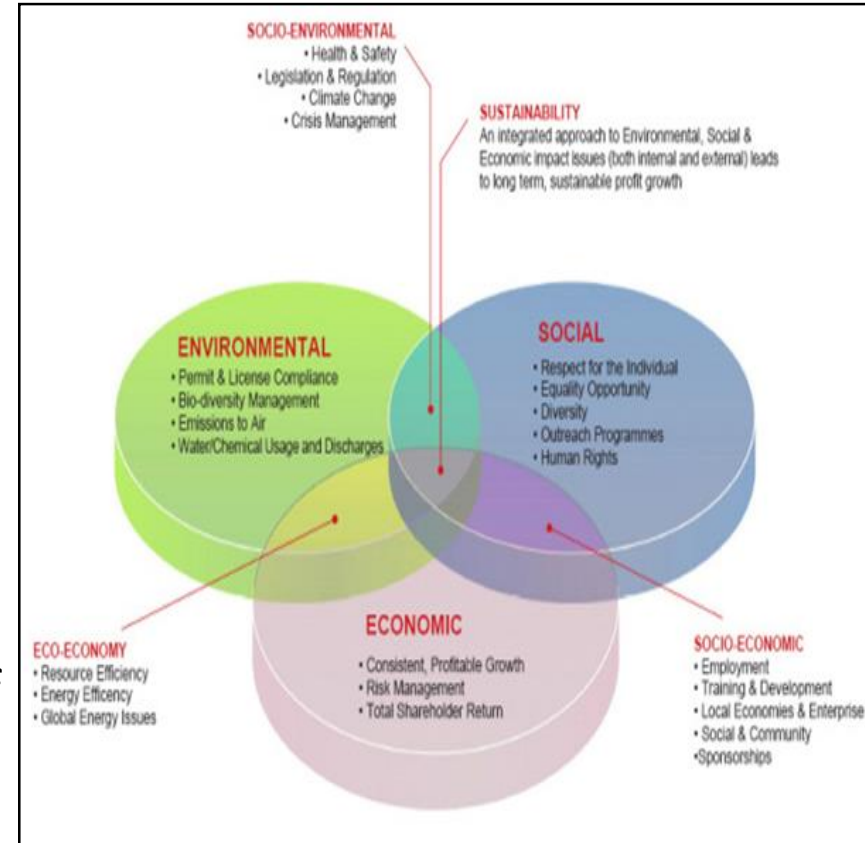 SOCIO-ENVIRONMENTAL
• Health & Safety
• Legislation & Regulation
• Climate Change
• Crisis Management
SUSTAINABILITY
An integrated approach to Environmental, Social &
Economic impact issues (both internal and external) leads
to long term, sustainable profit growth
ENVIRONMENTAL
• Permit & License Compliance
• Bio-diversity Management
• Emissions to Air
• Water/Chemical Usage and Discharges
SOCIAL
• Respect for the Individual
• Equality Opportunity
• Diversity
• Outreach Programmes
• Human Rights
ECONOMIC
• Consistent, Profitable Growth
• Risk Management
• Total Shareholder Return
ECO-ECONOMY
• Resource Efficiency
• Energy Efficency
• Global Energy Issues
SOCIO-ECONOMIC
• Employment
• Training & Development
• Local Economies & Enterprise
• Social & Community
•Sponsorships